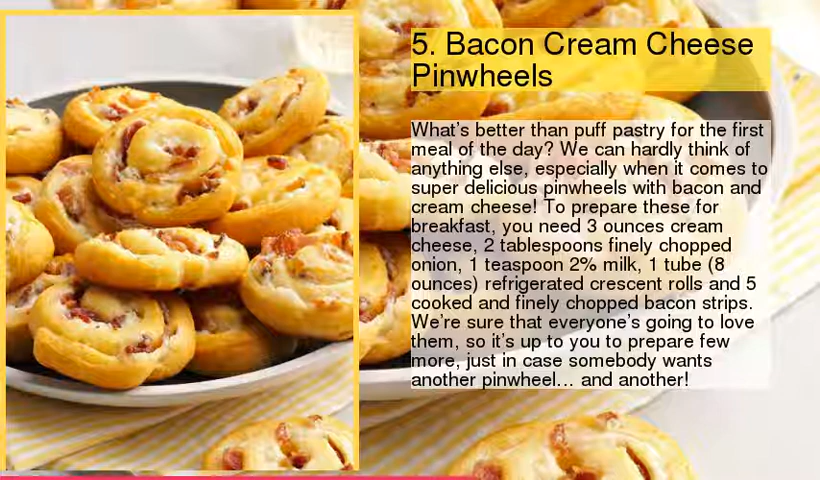 5. Bacon Cream Cheese
Pinwheels
What's better than puff pastry for the first
meal of the day? We can hardly think of
anything else, especially when it comes to
super delicious pinwheels with bacon and
cream cheese! To prepare these for
breakfast, you need 3 ounces cream
cheese, 2 tablespoons finely chopped
onion, 1 teaspoon 2% milk, 1 tube (8
ounces) refrigerated crescent rolls and 5
cooked and finely chopped bacon strips.
We're sure that everyone's going to love
them, so it's up to you to prepare few
more, just in case somebody wants
another pinwheel... and another!